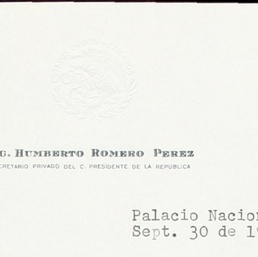 G. HUMBERTO ROMERO PEREZ
CRETARIO PRIVADO DEL C. PRESIDENTE DE LA REPUBLICA
Palacio Nacion
Sept. 30 de 19